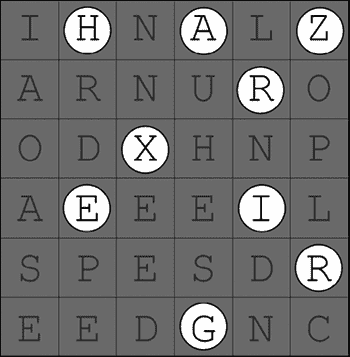 I H N A L Z
A R N U R O
O D X H N P
A E E E I L
S P E S D R
E E D G N C